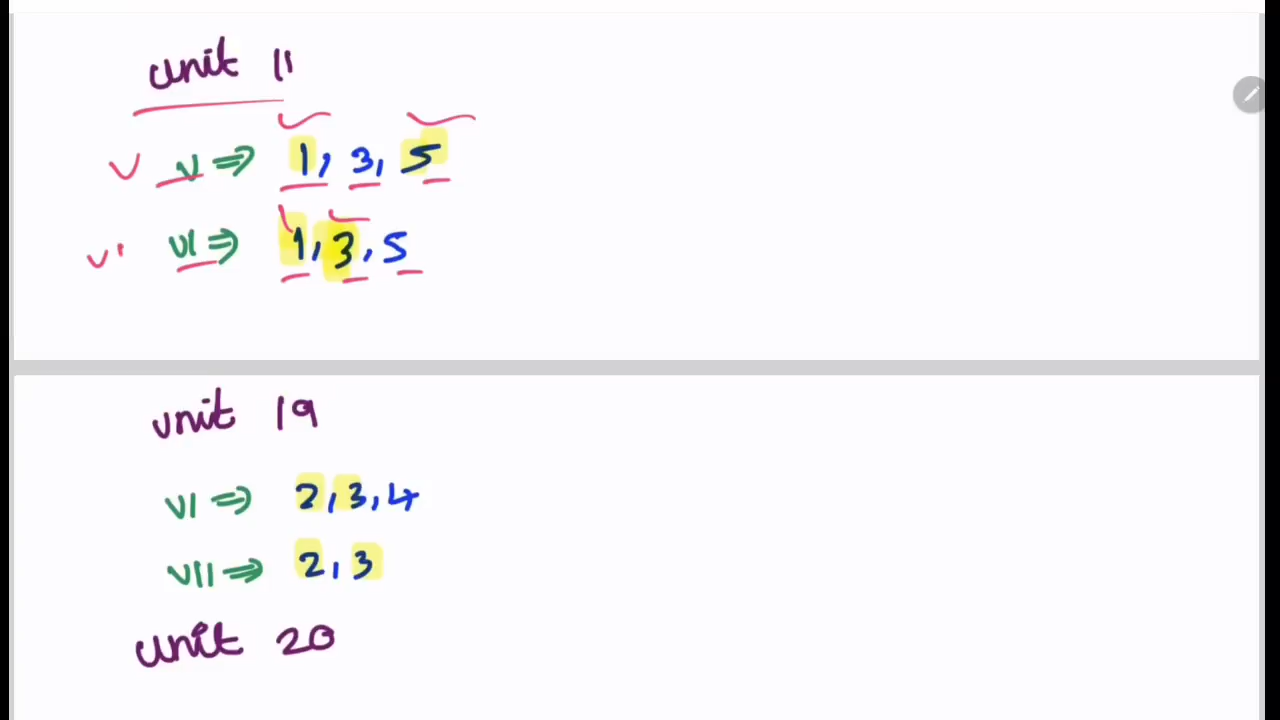 unit 11
V V ⇒ 1, 3, 5
VI VI ⇒ 1, 3, 5
unit 19
VI ⇒ 2, 3, 4
VII ⇒ 2, 3
unit 20